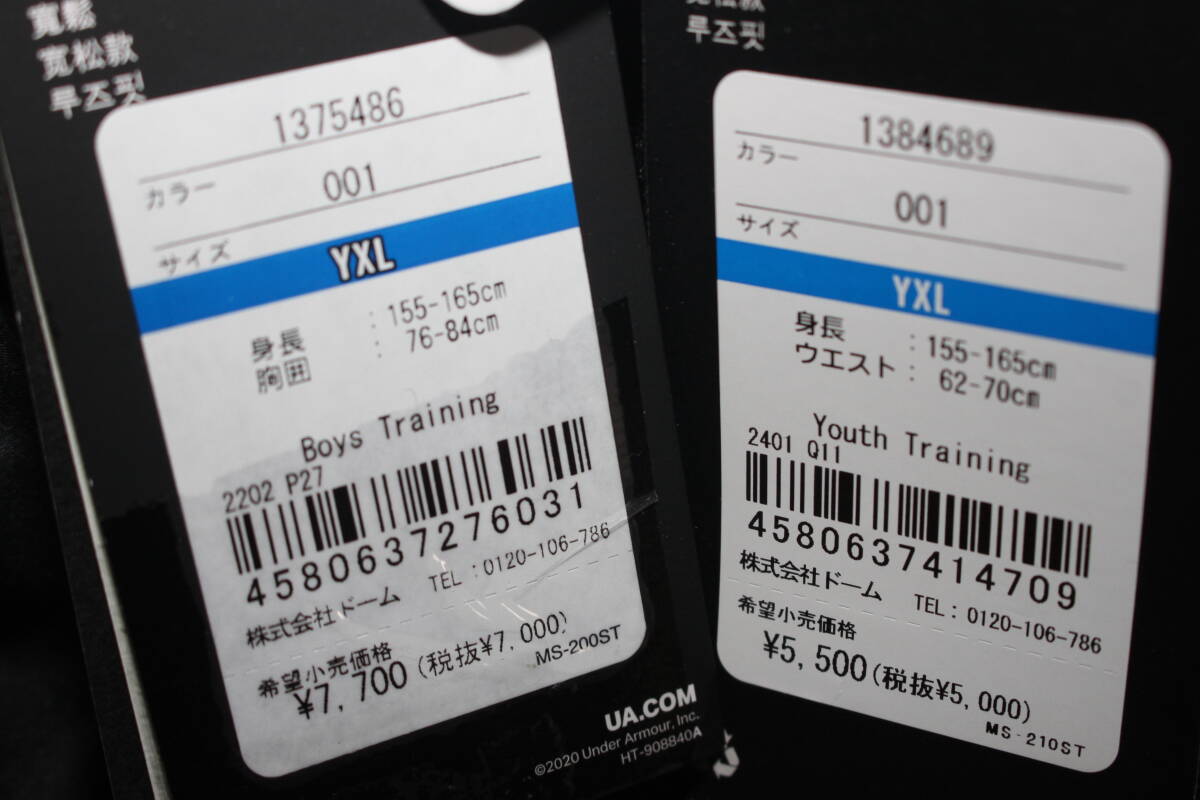 寬鬆
宽松款
루즈핏
1375486
カラー
001
サイズ
YXL
身長 : 155-165cm
胸囲 : 76-84cm
Boys Training
2202 P27
4580637276031
株式会社ドーム TEL:0120-106-786
希望小売価格
¥7,700(税抜¥7,000)
MS-200ST
UA.COM
©2020 Under Armour, Inc.
HT-908840A
루즈핏
1384689
カラー
001
サイズ
YXL
身長 : 155-165cm
ウエスト : 62-70cm
Youth Training
2401 Q11
4580637414709
株式会社ドーム TEL:0120-106-786
希望小売価格
¥5,500(税抜¥5,000)
MS-210ST